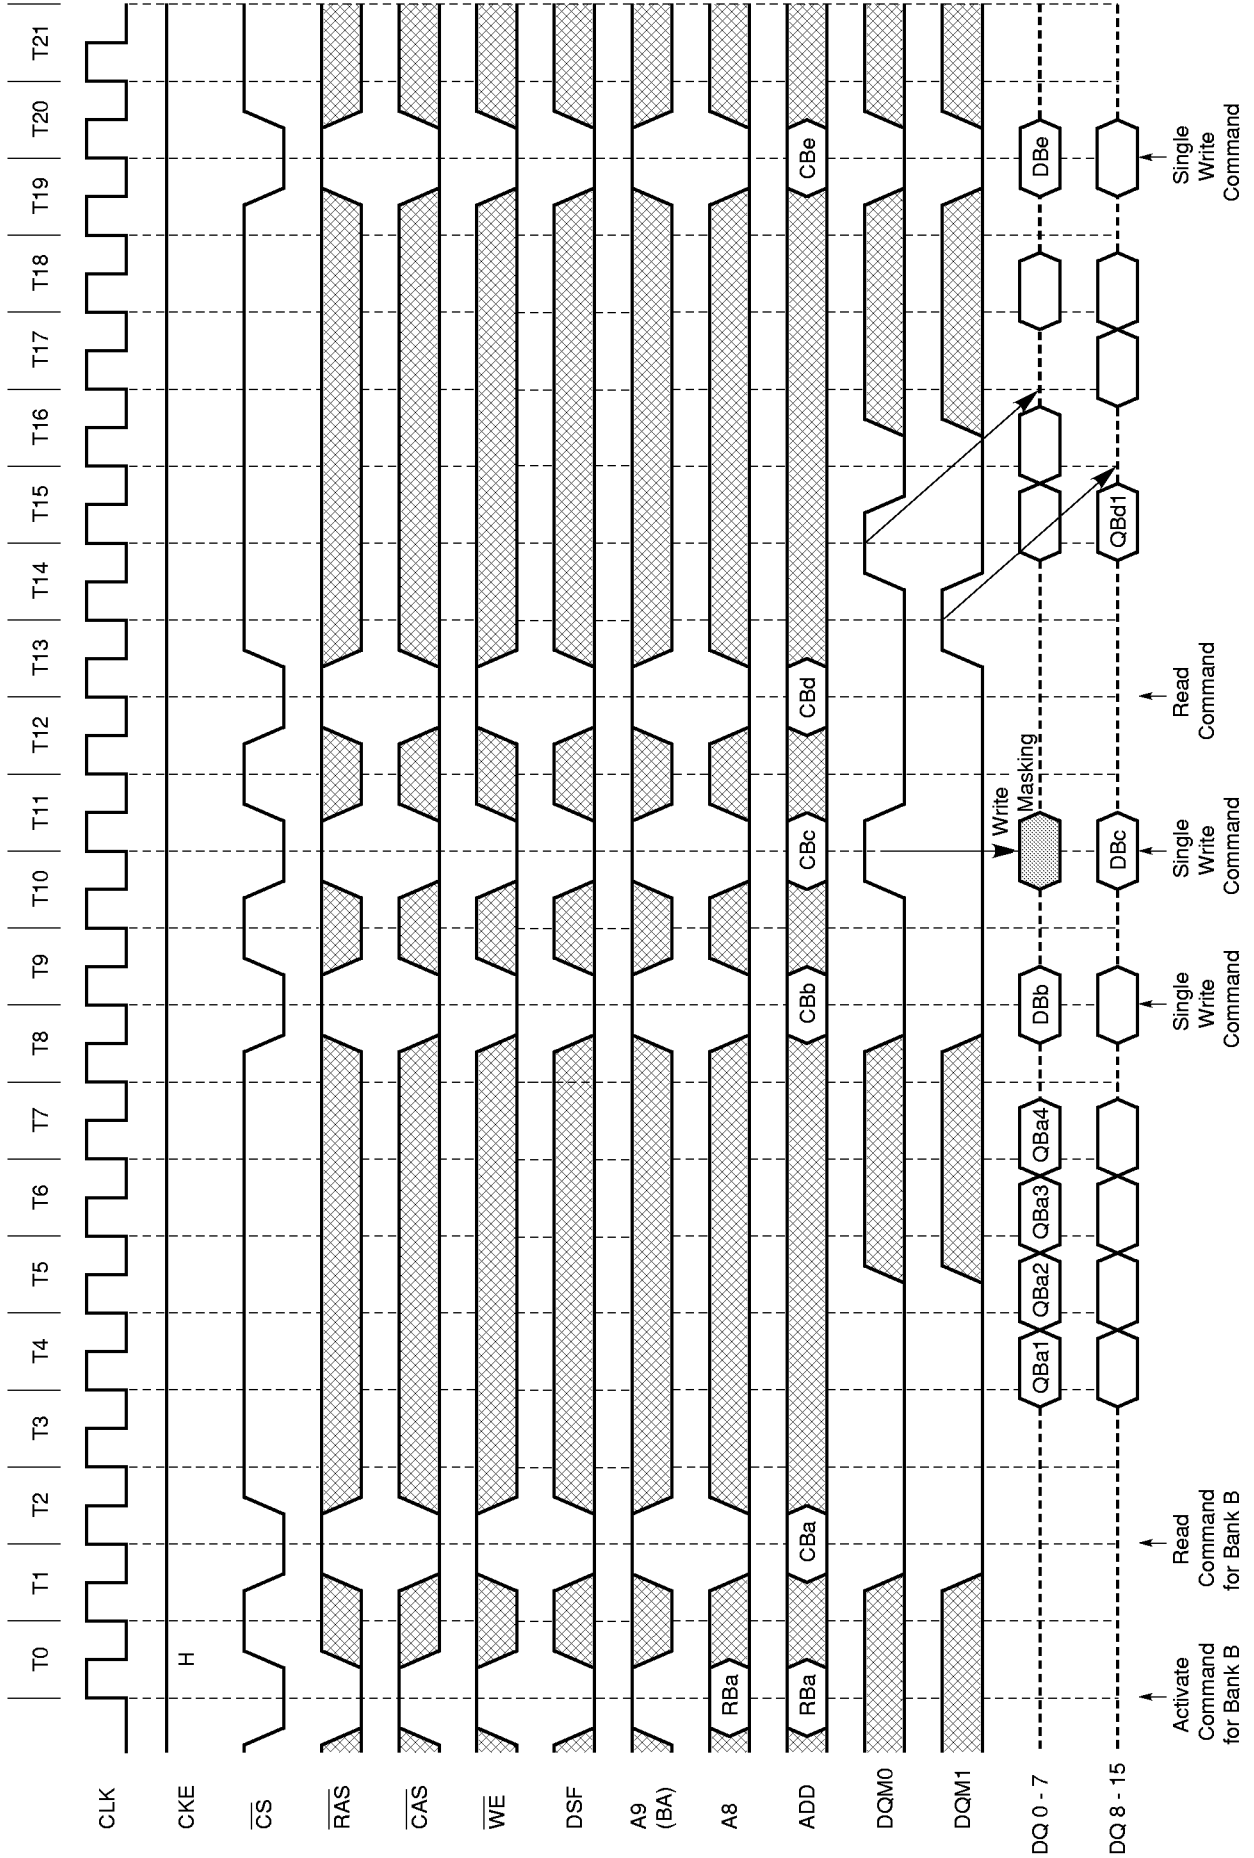 T0 T1 T2 T3 T4 T5 T6 T7 T8 T9 T10 T11 T12 T13 T14 T15 T16 T17 T18 T19 T20 T21
CLK
CKE H
CS
RAS
CAS
WE
DSF
A9
(BA)
A8 RBa
ADD RBa CBa CBb CBc CBd CBe
DQM0
DQM1
Write
Masking
DQ 0 - 7 QBa1 QBa2 QBa3 QBa4 DBb DBe
DQ 8 - 15 DBc QBd1
Activate
Command
for Bank B
Read
Command
for Bank B
Single
Write
Command
Single
Write
Command
Read
Command
Single
Write
Command